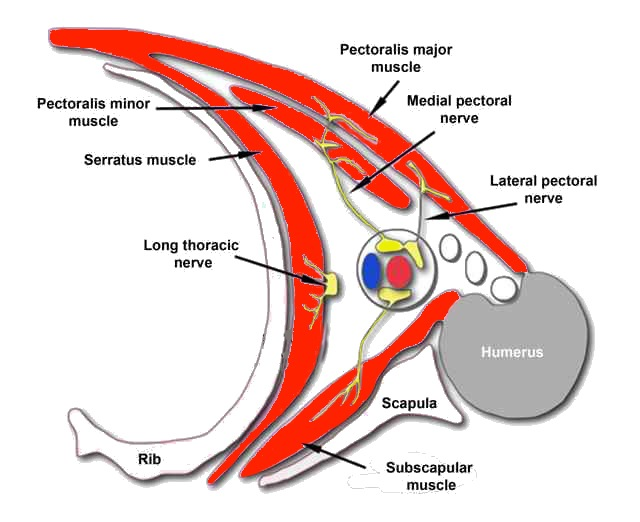 Pectoralis major
muscle
Pectoralis minor
muscle
Medial pectoral
nerve
Serratus muscle
Lateral pectoral
nerve
Long thoracic
nerve
Humerus
Scapula
Rib
Subscapular
muscle